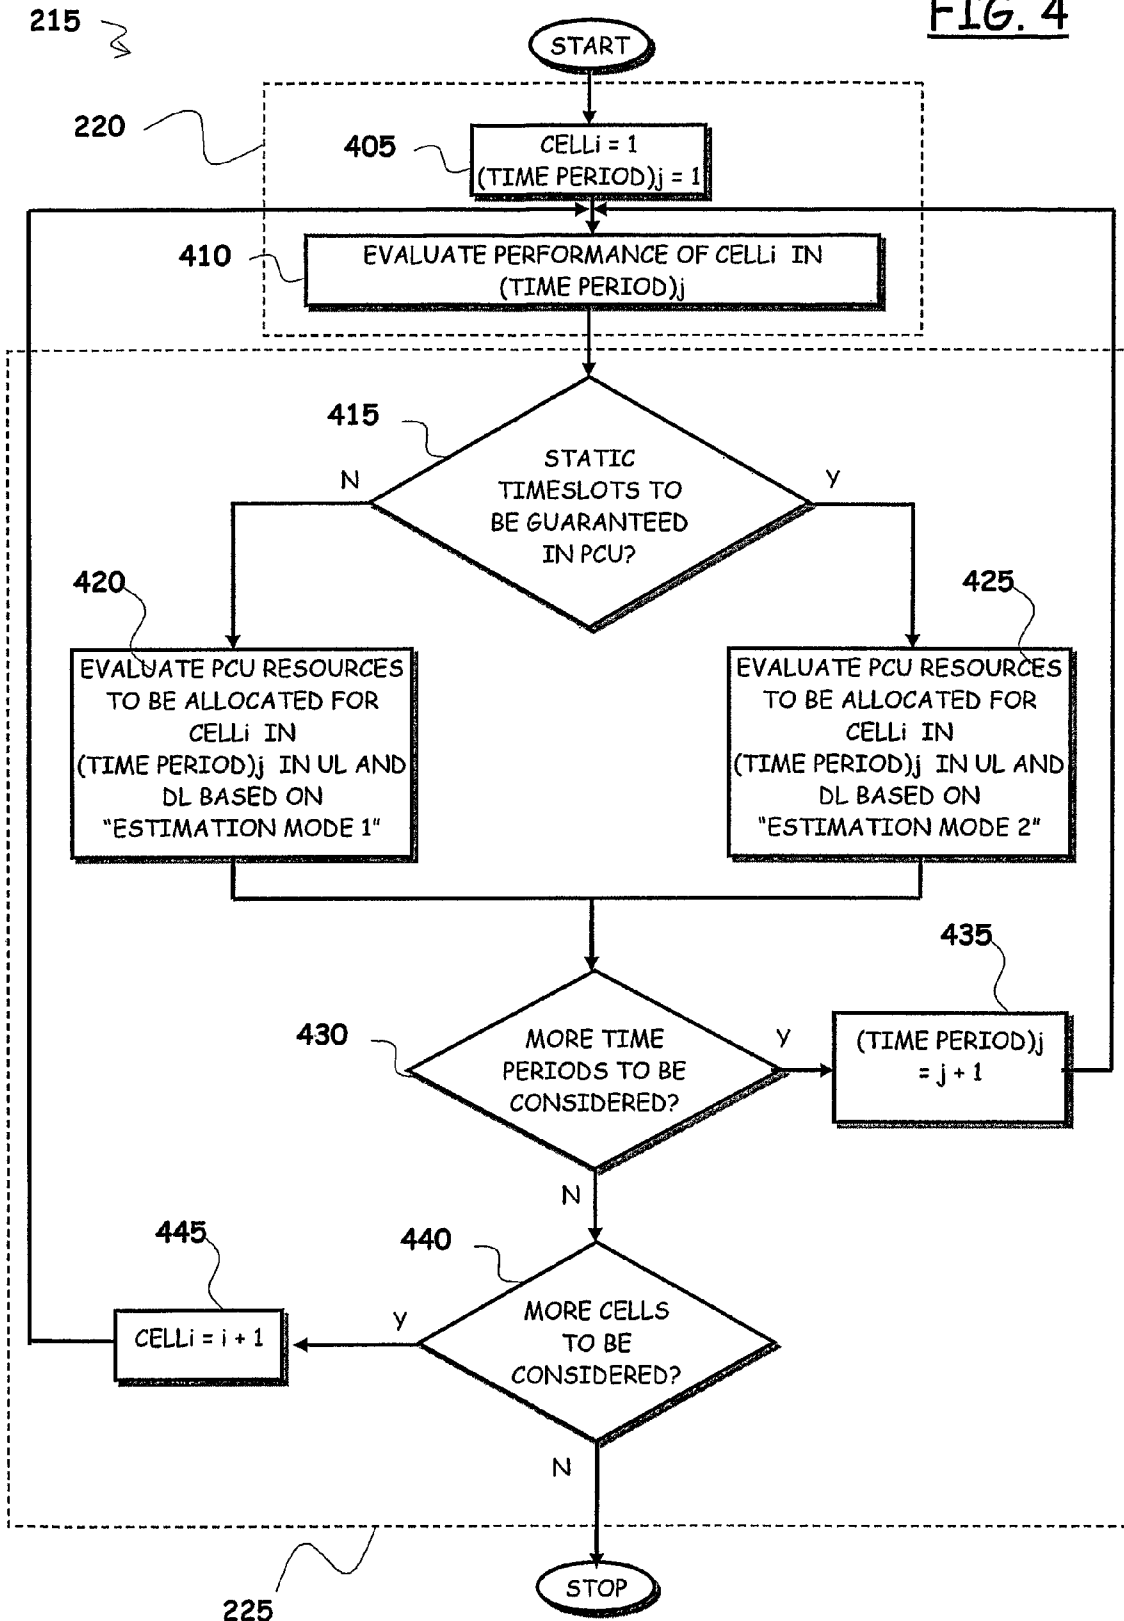 FIG. 4
215
START
220
405
CELLi = 1
(TIME PERIOD)j = 1
410
EVALUATE PERFORMANCE OF CELLi IN
(TIME PERIOD)j
415
STATIC
TIMESLOTS TO
BE GUARANTEED
IN PCU?
N
Y
420
EVALUATE PCU RESOURCES
TO BE ALLOCATED FOR
CELLi IN
(TIME PERIOD)j IN UL AND
DL BASED ON
"ESTIMATION MODE 1"
425
EVALUATE PCU RESOURCES
TO BE ALLOCATED FOR
CELLi IN
(TIME PERIOD)j IN UL AND
DL BASED ON
"ESTIMATION MODE 2"
430
MORE TIME
PERIODS TO BE
CONSIDERED?
Y
435
(TIME PERIOD)j
= j + 1
N
440
MORE CELLS
TO BE
CONSIDERED?
Y
445
CELLi = i + 1
N
STOP
225